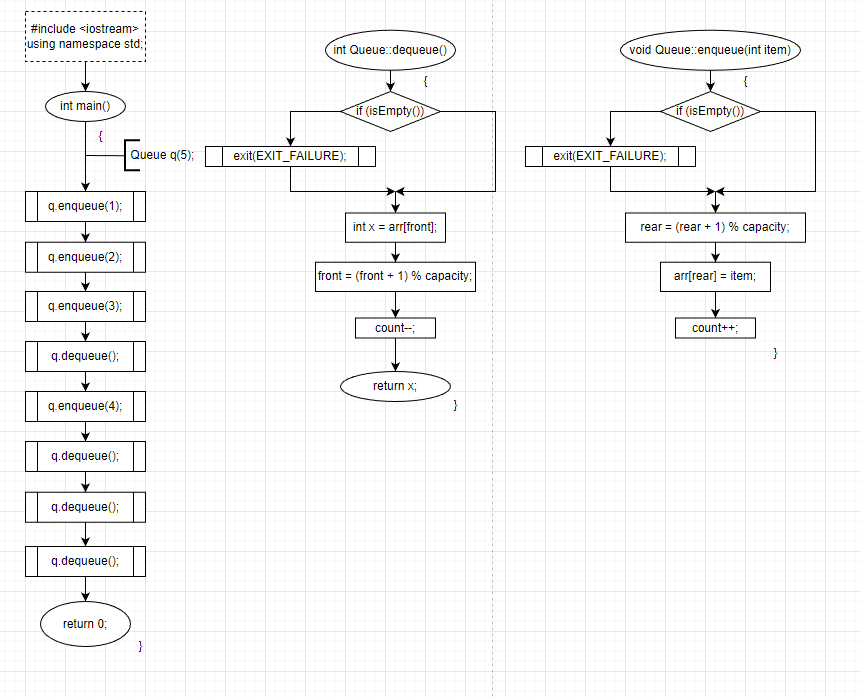 #include <iostream>
using namespace std;
int main()
{
Queue q(5);
q.enqueue(1);
q.enqueue(2);
q.enqueue(3);
q.dequeue();
q.enqueue(4);
q.dequeue();
q.dequeue();
q.dequeue();
return 0;
}
int Queue::dequeue()
{
if (isEmpty())
exit(EXIT_FAILURE);
int x = arr[front];
front = (front + 1) % capacity;
count--;
return x;
}
void Queue::enqueue(int item)
{
if (isEmpty())
exit(EXIT_FAILURE);
rear = (rear + 1) % capacity;
arr[rear] = item;
count++;
}